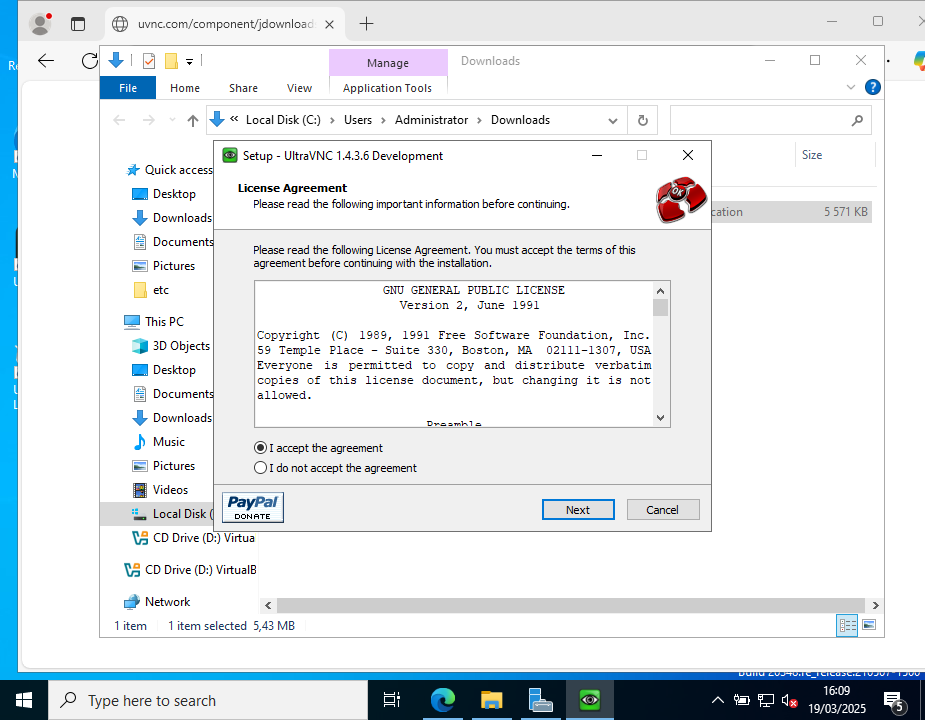 uvnc.com/component/jdownload
Manage
Downloads
File
Home
Share
View
Application Tools
« Local Disk (C:) > Users > Administrator > Downloads
Size
Setup - UltraVNC 1.4.3.6 Development
License Agreement
Please read the following important information before continuing.
OK
cation
5 571 KB
Please read the following License Agreement. You must accept the terms of this
agreement before continuing with the installation.
GNU GENERAL PUBLIC LICENSE
Version 2, June 1991
Copyright (C) 1989, 1991 Free Software Foundation, Inc.
59 Temple Place - Suite 330, Boston, MA 02111-1307, USA
Everyone is permitted to copy and distribute verbatim
copies of this license document, but changing it is not
allowed.
Preamble
I accept the agreement
I do not accept the agreement
PayPal
DONATE
Next
Cancel
Quick access
Desktop
Downloads
Documents
Pictures
etc
This PC
3D Objects
Desktop
Documents
Downloads
Music
Pictures
Videos
Local Disk (
CD Drive (D:) Virtua
CD Drive (D:) VirtualB
Network
1 item
1 item selected 5,43 MB
Type here to search
16:09
19/03/2025
5